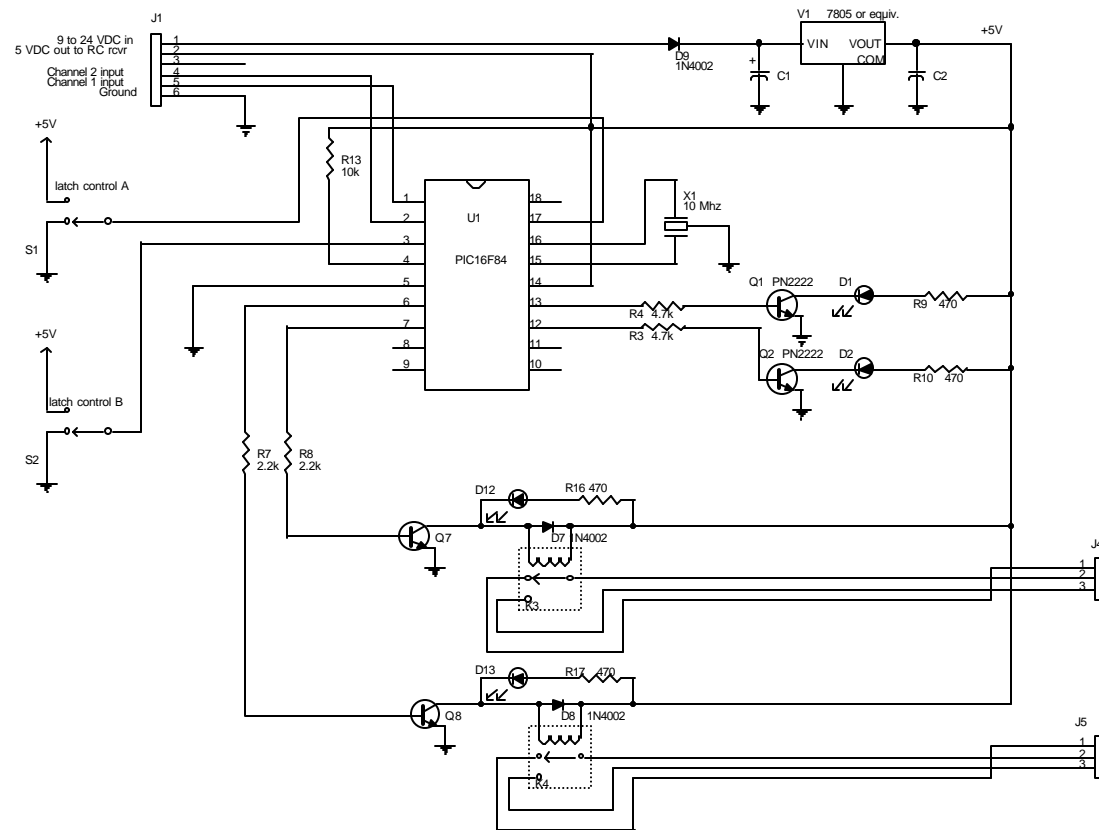 J1
V1 7805 or equiv.
9 to 24 VDC in
5 VDC out to RC rcvr
Channel 2 input
Channel 1 input
Ground
1
2
3
4
5
6
D9
1N4002
+
C1
VIN
VOUT
COM
C2
+5V
+5V
latch control A
S1
R13
10k
U1
PIC16F84
1
2
3
4
5
6
7
8
9
18
17
16
15
14
13
12
11
10
X1
10 Mhz
Q1 PN2222
D1
R4 4.7k
R9 470
R3 4.7k
Q2 PN2222
D2
R10 470
+5V
latch control B
S2
R7
2.2k
R8
2.2k
D12
R16 470
Q7
D7 1N4002
K3
J4
1
2
3
D13
R17 470
Q8
D8 1N4002
K4
J5
1
2
3